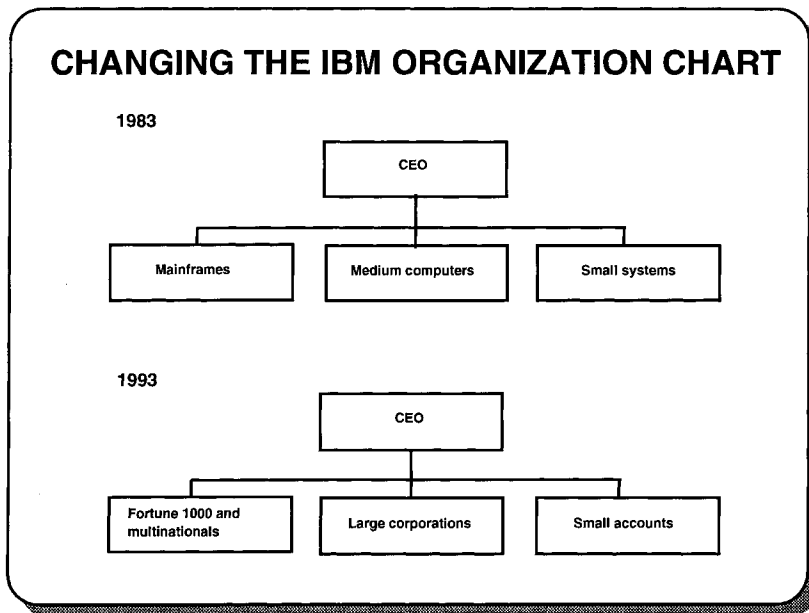 CHANGING THE IBM ORGANIZATION CHART
1983
CEO
Mainframes
Medium computers
Small systems
1993
CEO
Fortune 1000 and
multinationals
Large corporations
Small accounts